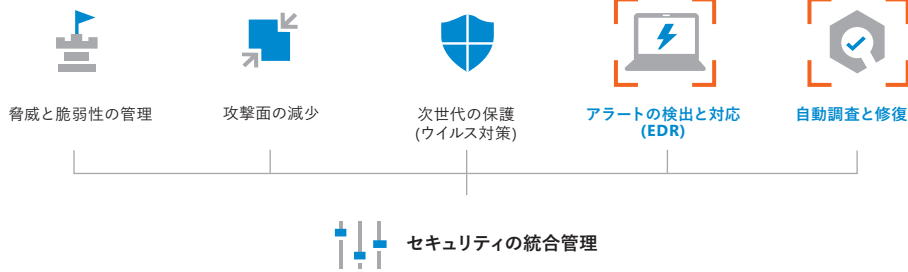 脅威と脆弱性の管理
攻撃面の減少
次世代の保護
(ウイルス対策)
アラートの検出と対応
(EDR)
自動調査と修復
セキュリティの統合管理